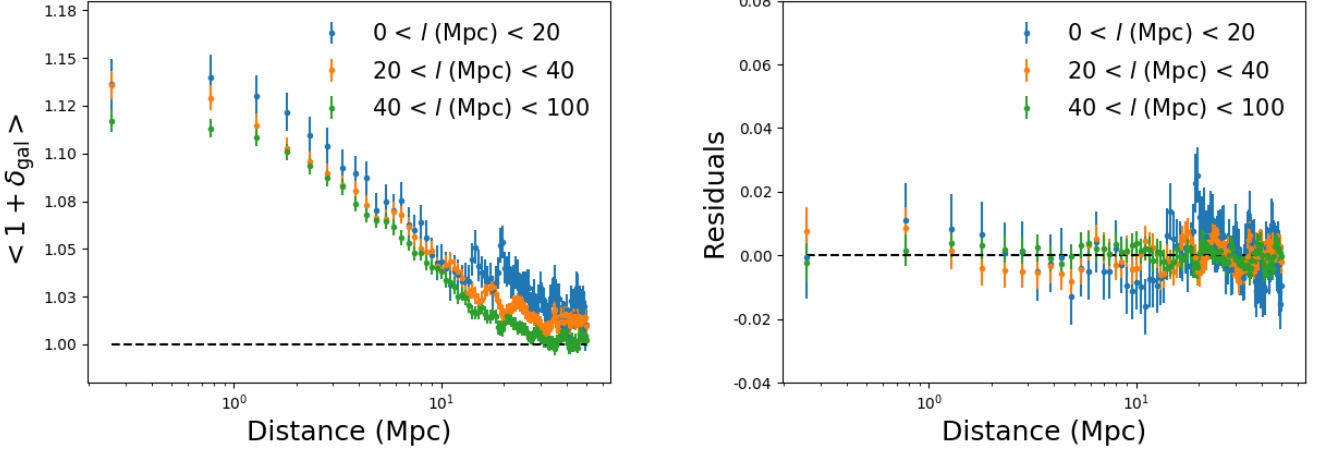 1.18
1.15
1.12
1.10
1.08
1.05
1.03
1.00
< 1 + δgal >
0 < l (Mpc) < 20
20 < l (Mpc) < 40
40 < l (Mpc) < 100
10⁰
10¹
Distance (Mpc)
0.08
0.06
0.04
0.02
0.00
-0.02
-0.04
Residuals
0 < l (Mpc) < 20
20 < l (Mpc) < 40
40 < l (Mpc) < 100
10⁰
10¹
Distance (Mpc)